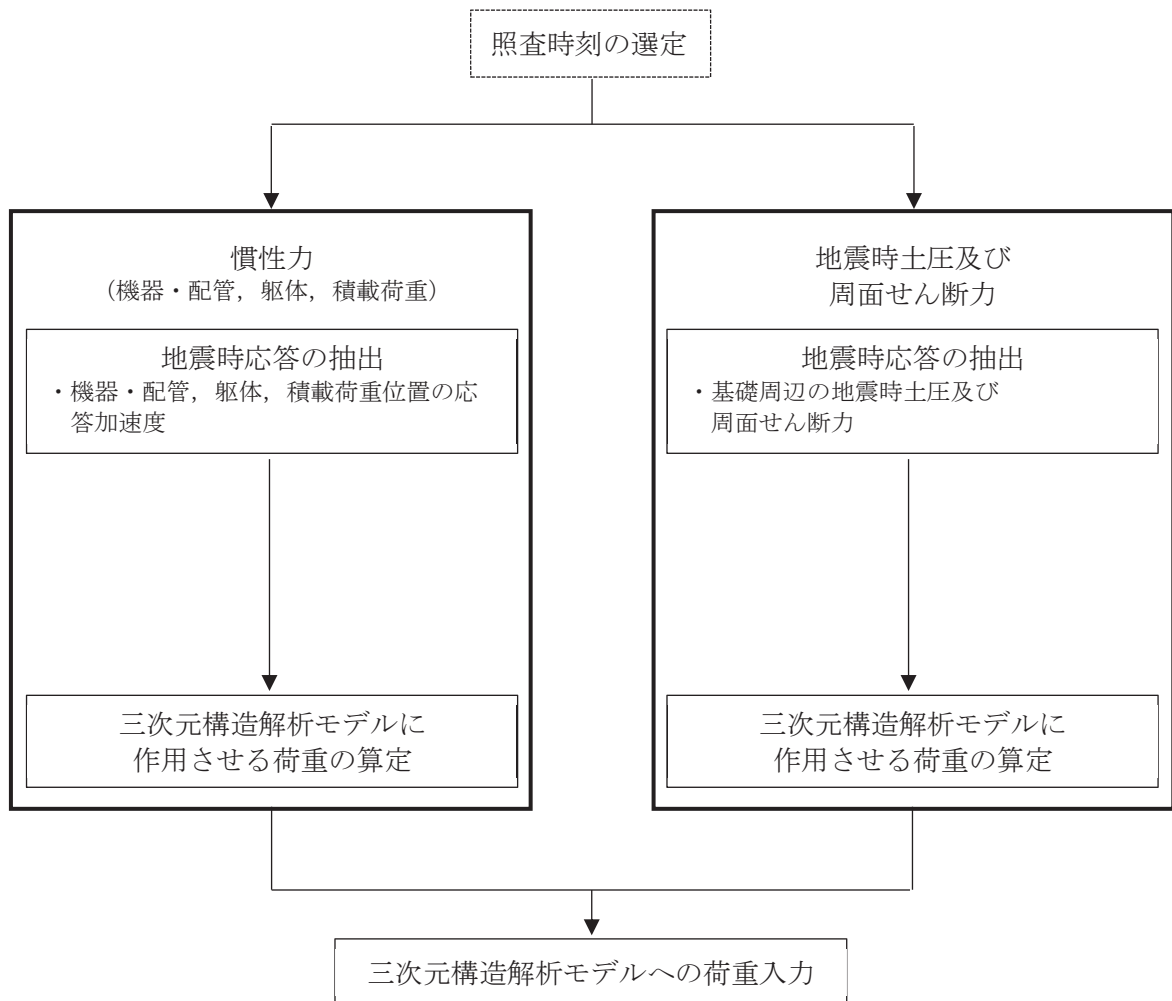 照査時刻の選定
慣性力
（機器・配管，躯体，積載荷重）
地震時応答の抽出
・機器・配管，躯体，積載荷重位置の応
答加速度
三次元構造解析モデルに
作用させる荷重の算定
地震時土圧及び
周面せん断力
地震時応答の抽出
・基礎周辺の地震時土圧及び
周面せん断力
三次元構造解析モデルに
作用させる荷重の算定
三次元構造解析モデルへの荷重入力